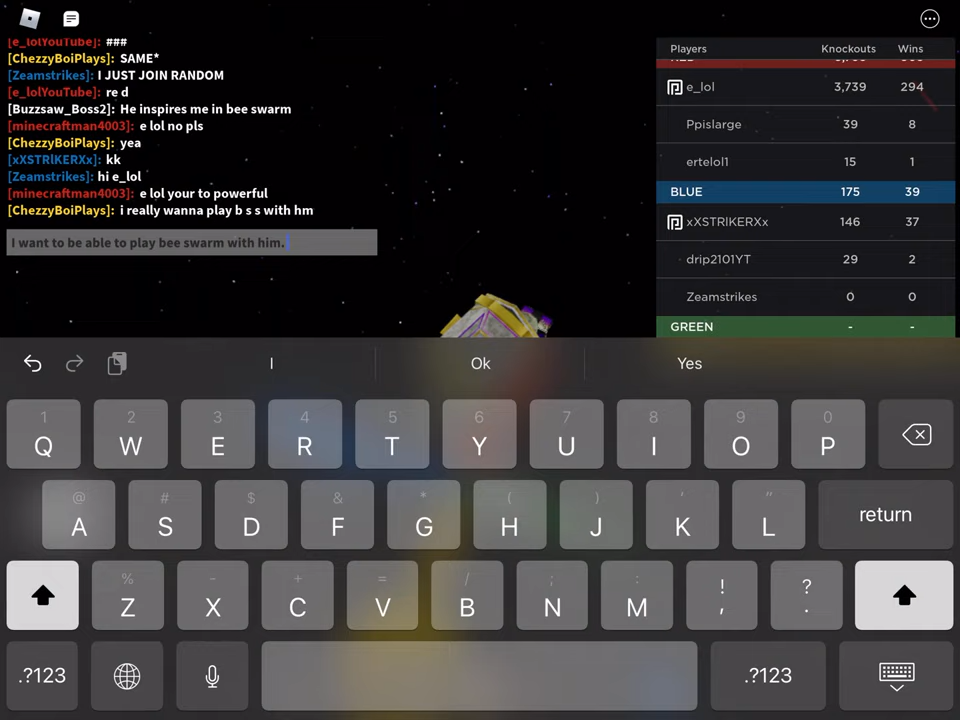 [e_lolYouTube]: ###
[ChezzyBoiPlays]: SAME*
[Zeamstrikes]: I JUST JOIN RANDOM
[e_lolYouTube]: re d
[Buzzsaw_Boss2]: He inspires me in bee swarm
[minecraftman4003]: e lol no pls
[ChezzyBoiPlays]: yea
[xXSTRIKERXx]: kk
[Zeamstrikes]: hi e_lol
[minecraftman4003]: e lol your to powerful
[ChezzyBoiPlays]: i really wanna play b s s with hm
I want to be able to play bee swarm with him.
Players Knockouts Wins
e_lol 3,739 294
Ppislarge 39 8
ertelol1 15 1
BLUE 175 39
xXSTRIKERXx 146 37
drip2101YT 29 2
Zeamstrikes 0 0
GREEN - -
I Ok Yes
1 2 3 4 5 6 7 8 9 0
Q W E R T Y U I O P
@ # $ & * ( ) ' "
A S D F G H J K L return
% - + = / ; : ! ?
Z X C V B N M , .
.?123 .?123